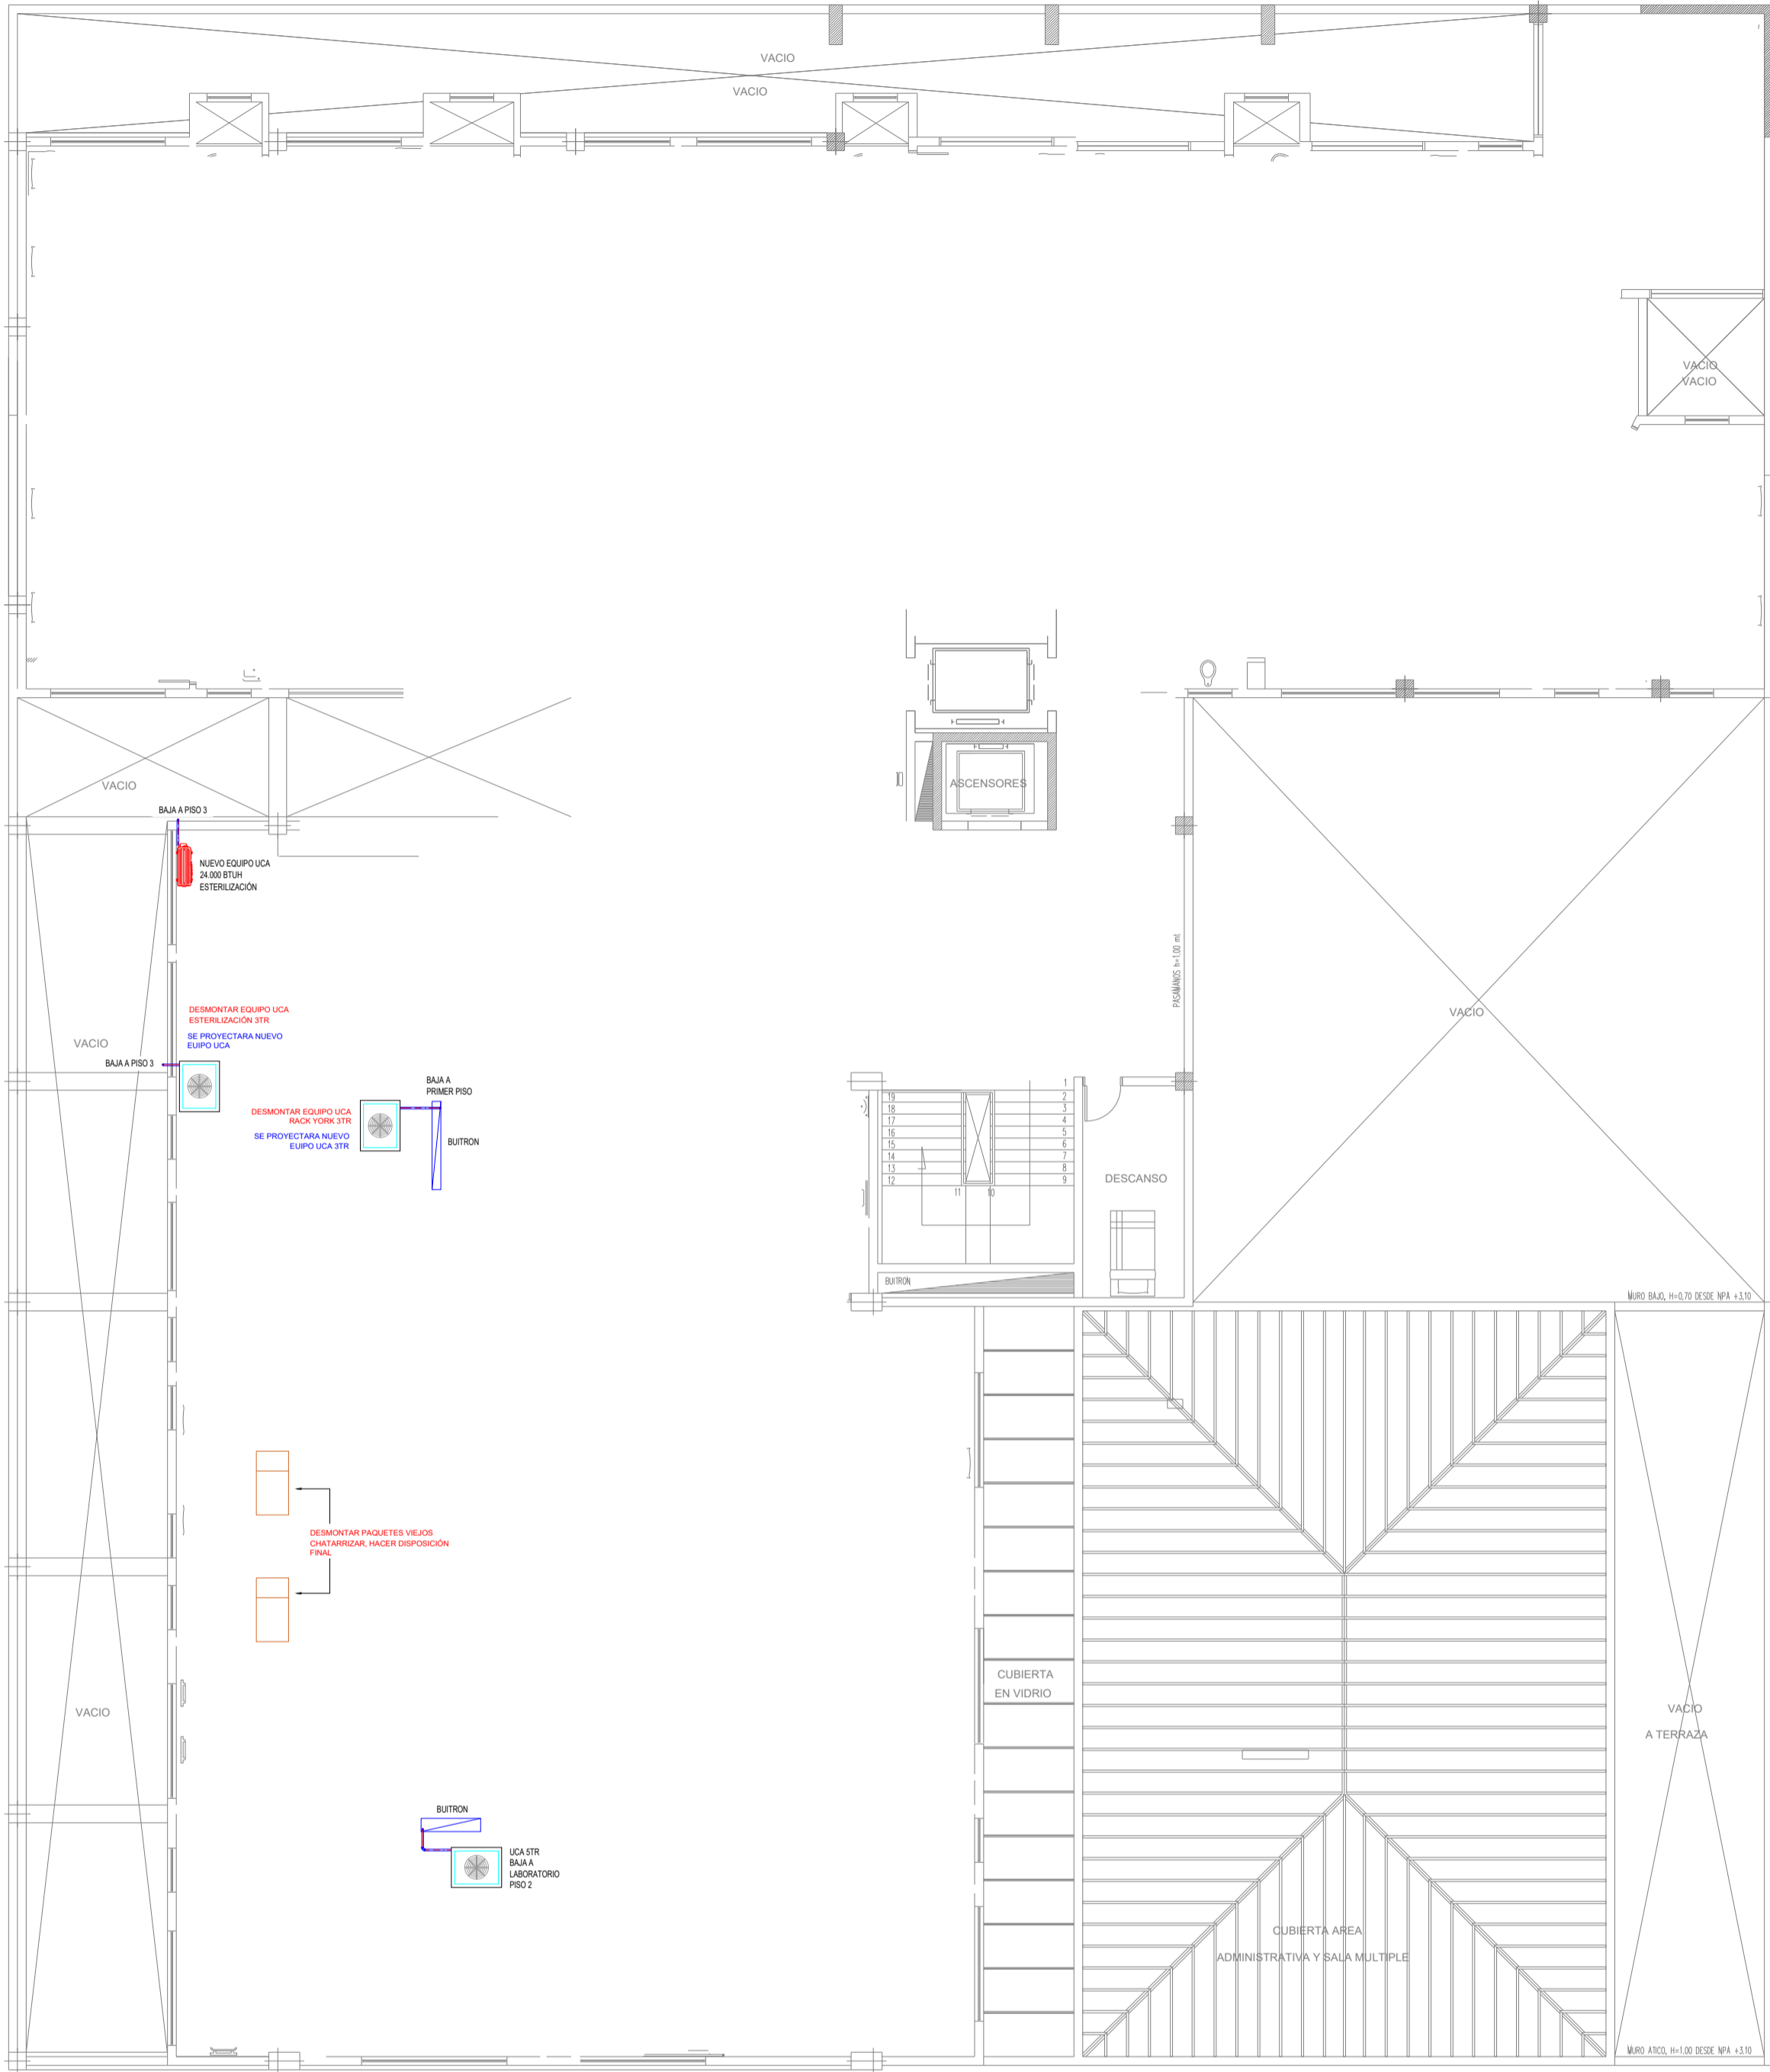 VACIO
VACIO
VACIO
VACIO
ASCENSORES
VACIO
BAJA A PISO 3
NUEVO EQUIPO UCA
24.000 BTUH
ESTERILIZACIÓN
PASAMANOS h=1.00 mt
VACIO
DESMONTAR EQUIPO UCA
ESTERILIZACIÓN 3TR
SE PROYECTARA NUEVO
EUIPO UCA
VACIO
BAJA A PISO 3
BAJA A
PRIMER PISO
DESMONTAR EQUIPO UCA
RACK YORK 3TR
SE PROYECTARA NUEVO
EUIPO UCA 3TR
BUITRON
1
19 2
18 3
17 4
16 5
15 6
14 7
13 8
12 9
11 10
DESCANSO
BUITRON
MURO BAJO, H=0,70 DESDE NPA +3,10
DESMONTAR PAQUETES VIEJOS
CHATARRIZAR, HACER DISPOSICIÓN
FINAL
CUBIERTA
EN VIDRIO
VACIO
VACIO
A TERRAZA
BUITRON
UCA 5TR
BAJA A
LABORATORIO
PISO 2
CUBIERTA AREA
ADMINISTRATIVA Y SALA MULTIPLE
MURO ATICO, H=1,00 DESDE NPA +3,10